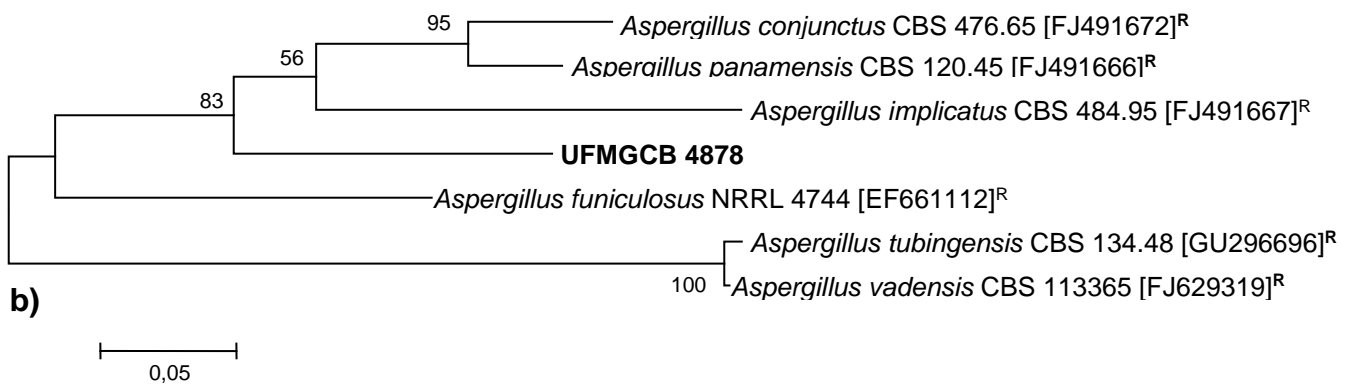 95
Aspergillus conjunctus CBS 476.65 [FJ491672]R
Aspergillus panamensis CBS 120.45 [FJ491666]R
56
Aspergillus implicatus CBS 484.95 [FJ491667]R
83
UFMGCB 4878
Aspergillus funiculosus NRRL 4744 [EF661112]R
Aspergillus tubingensis CBS 134.48 [GU296696]R
100
Aspergillus vadensis CBS 113365 [FJ629319]R
b)
0,05